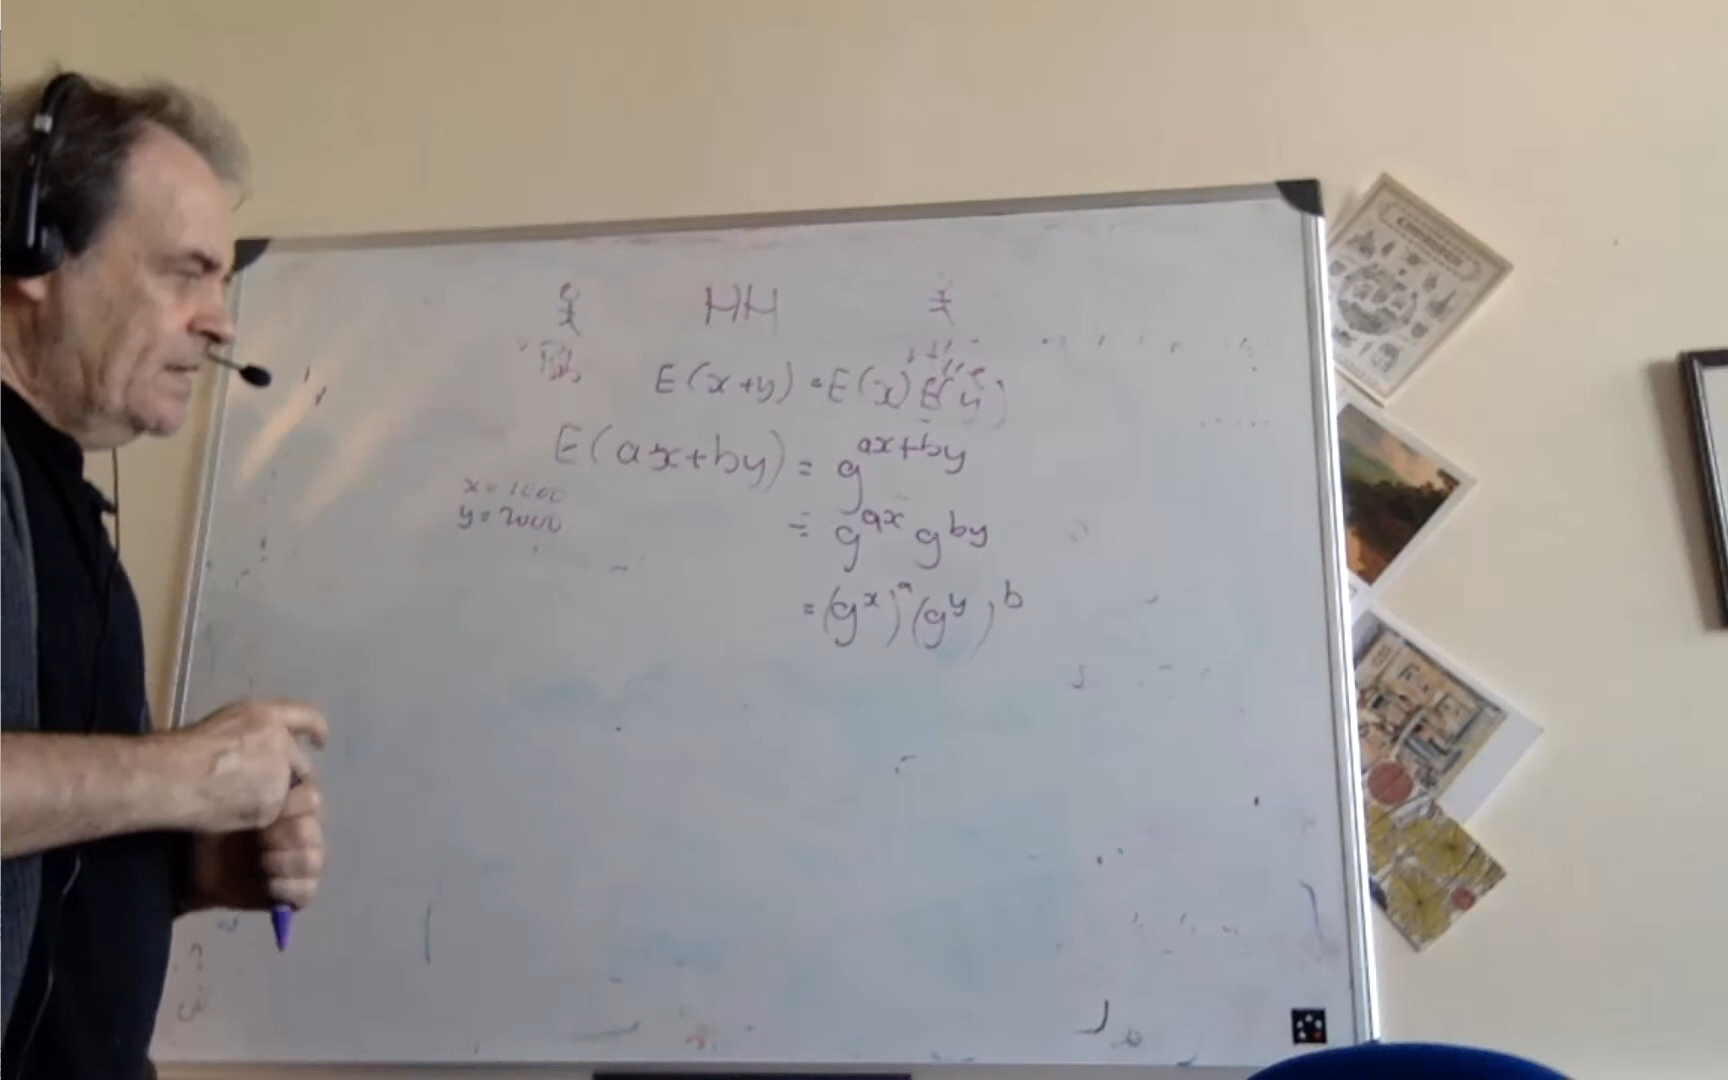 HH
E(x+y) = E(x) E(y)
E(ax+by) = g^{ax+by}
x = 1000
y = 2000
= g^{ax} g^{by}
= (g^x)^a (g^y)^b